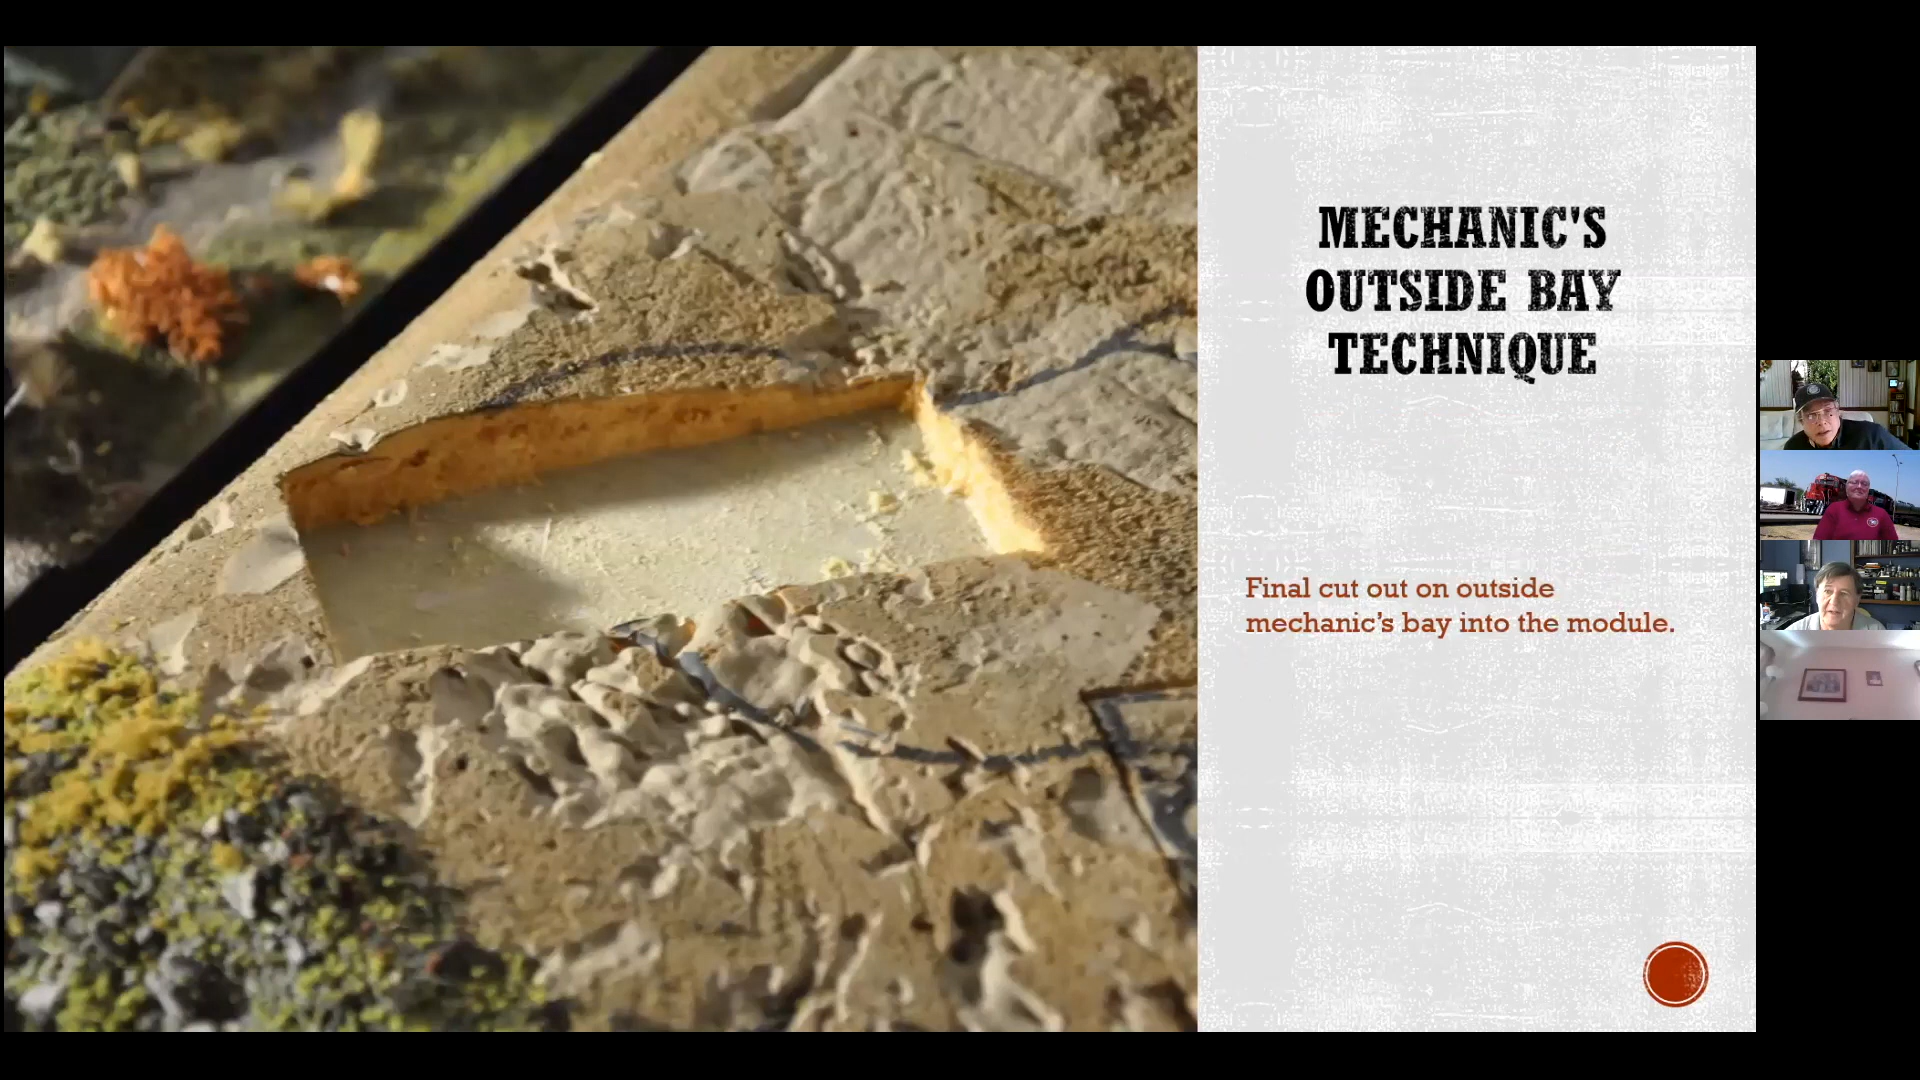 MECHANIC'S
OUTSIDE BAY
TECHNIQUE
Final cut out on outside
mechanic's bay into the module.